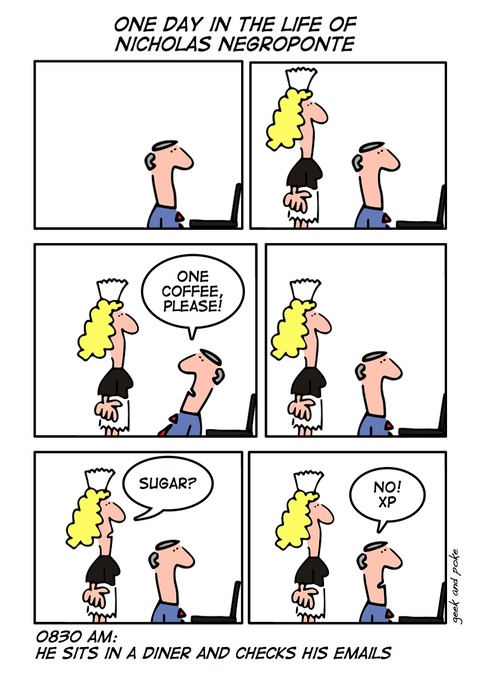 ONE DAY IN THE LIFE OF
NICHOLAS NEGROPONTE
ONE
COFFEE,
PLEASE!
SUGAR?
NO!
XP
geek and poke
0830 AM:
HE SITS IN A DINER AND CHECKS HIS EMAILS